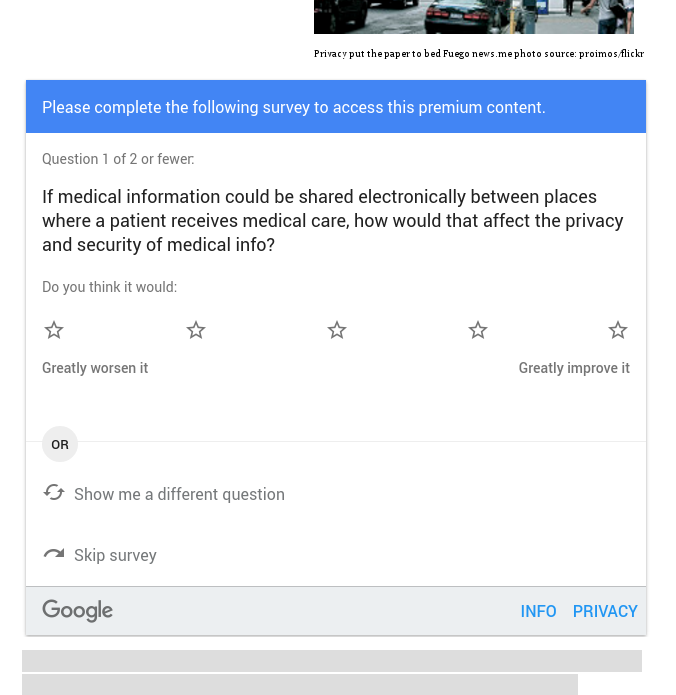 Privacy put the paper to bed Fuego news.me photo source: proimos/flickr
Please complete the following survey to access this premium content.
Question 1 of 2 or fewer:
If medical information could be shared electronically between places
where a patient receives medical care, how would that affect the privacy
and security of medical info?
Do you think it would:
Greatly worsen it
Greatly improve it
OR
Show me a different question
Skip survey
Google
INFO
PRIVACY